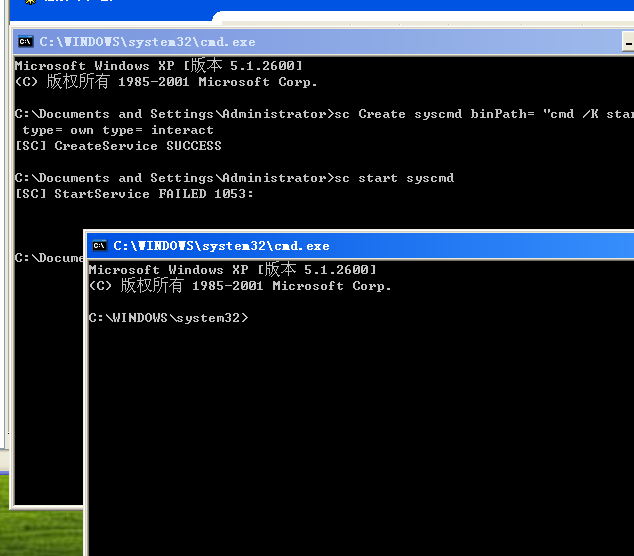 C:\WINDOWS\system32\cmd.exe
Microsoft Windows XP [版本 5.1.2600]
(C) 版权所有 1985-2001 Microsoft Corp.
C:\Documents and Settings\Administrator>sc Create syscmd binPath= "cmd /K star
type= own type= interact
[SC] CreateService SUCCESS
C:\Documents and Settings\Administrator>sc start syscmd
[SC] StartService FAILED 1053:
C:\Docume
C:\WINDOWS\system32\cmd.exe
Microsoft Windows XP [版本 5.1.2600]
(C) 版权所有 1985-2001 Microsoft Corp.
C:\WINDOWS\system32>